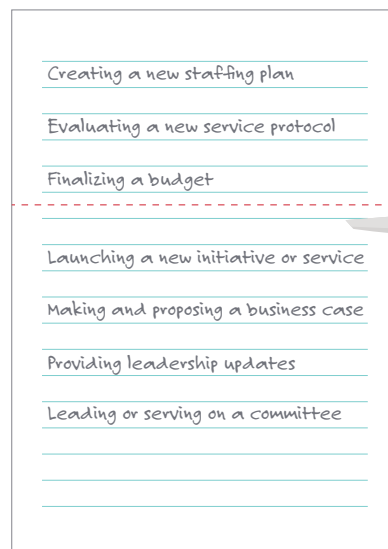 Creating a new staffing plan
Evaluating a new service protocol
Finalizing a budget
Launching a new initiative or service
Making and proposing a business case
Providing leadership updates
Leading or serving on a committee